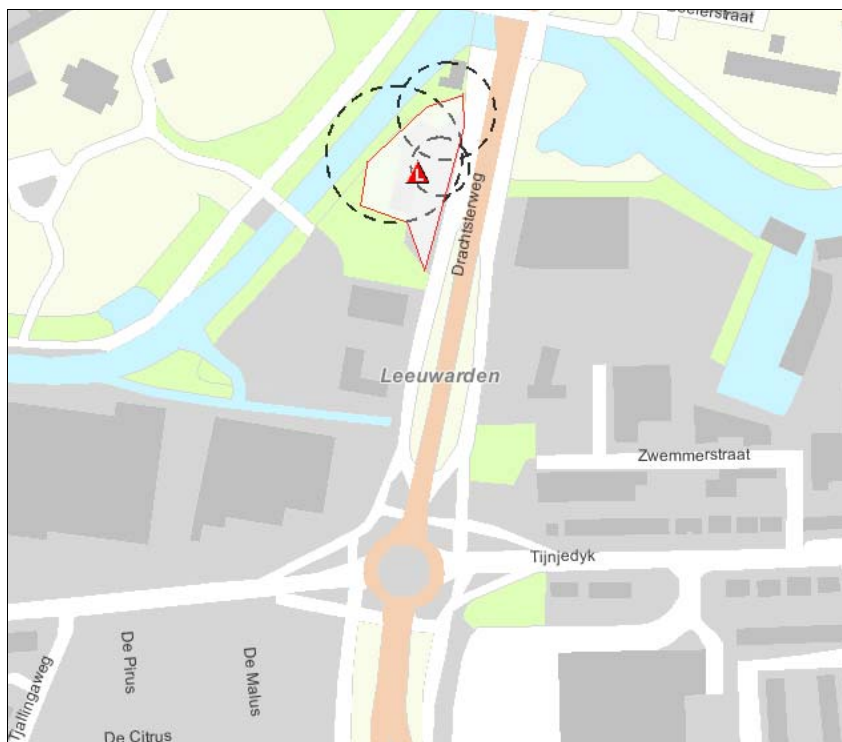 L
Drachtsterweg
Leeuwarden
Zwemmerstraat
Tijnjedyk
De Pirus
De Malus
Tjallingaweg
De Citrus